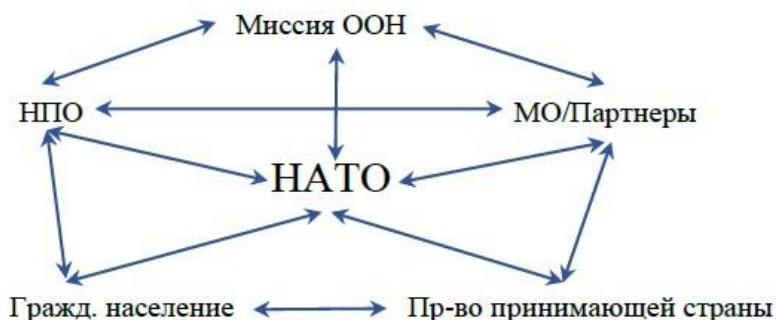 Миссия ООН
НПО
МО/Партнеры
НАТО
Гражд. население
Пр-во принимающей страны